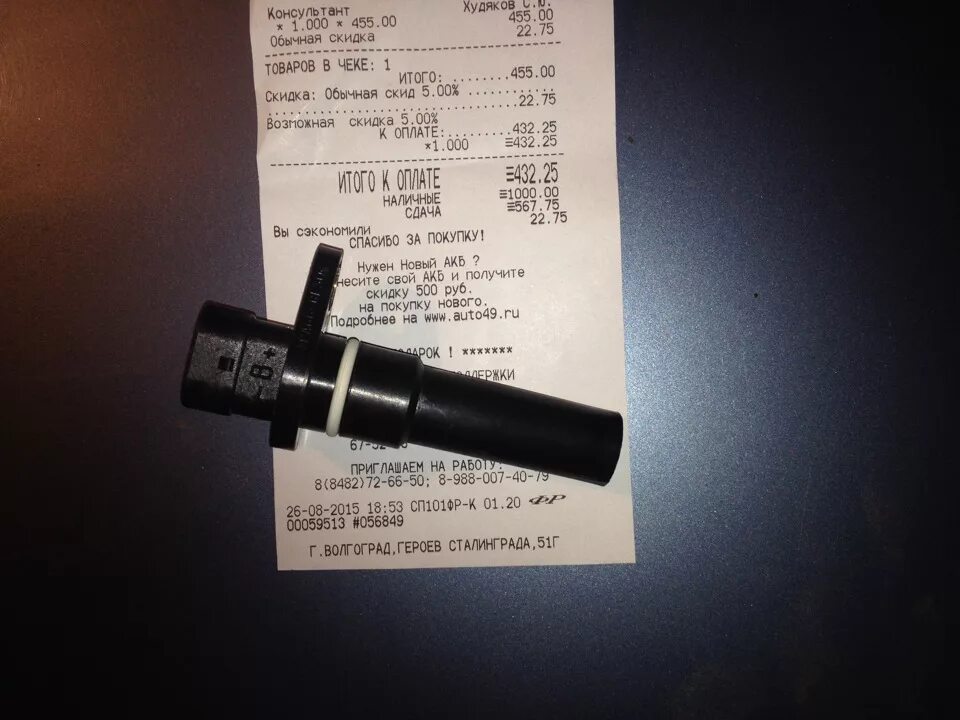 Консультант Худяков С.Ю.
* 1.000 * 455.00 455.00
Обычная скидка 22.75
ТОВАРОВ В ЧЕКЕ: 1
ИТОГО: ........455.00
Скидка: Обычная скид 5.00% ............
............................22.75
Возможная скидка 5.00%
К ОПЛАТЕ:.........432.25
*1.000 ≡432.25
ИТОГО К ОПЛАТЕ ≡432.25
НАЛИЧНЫЕ ≡1000.00
СДАЧА ≡567.75
Вы сэкономили 22.75
СПАСИБО ЗА ПОКУПКУ!
Нужен Новый АКБ ?
несите свой АКБ и получите
скидку 500 руб.
на покупку нового.
Подробнее на www.auto49.ru
АРОК ! *******
ДЕРЖКИ
- B +
ПРИГЛАШАЕМ НА РАБОТУ:
8(8482)72-66-50; 8-988-007-40-79
26-08-2015 18:53 СП101ФР-К 01.20 ФР
00059513 #056849
Г.ВОЛГОГРАД,ГЕРОЕВ СТАЛИНГРАДА,51Г